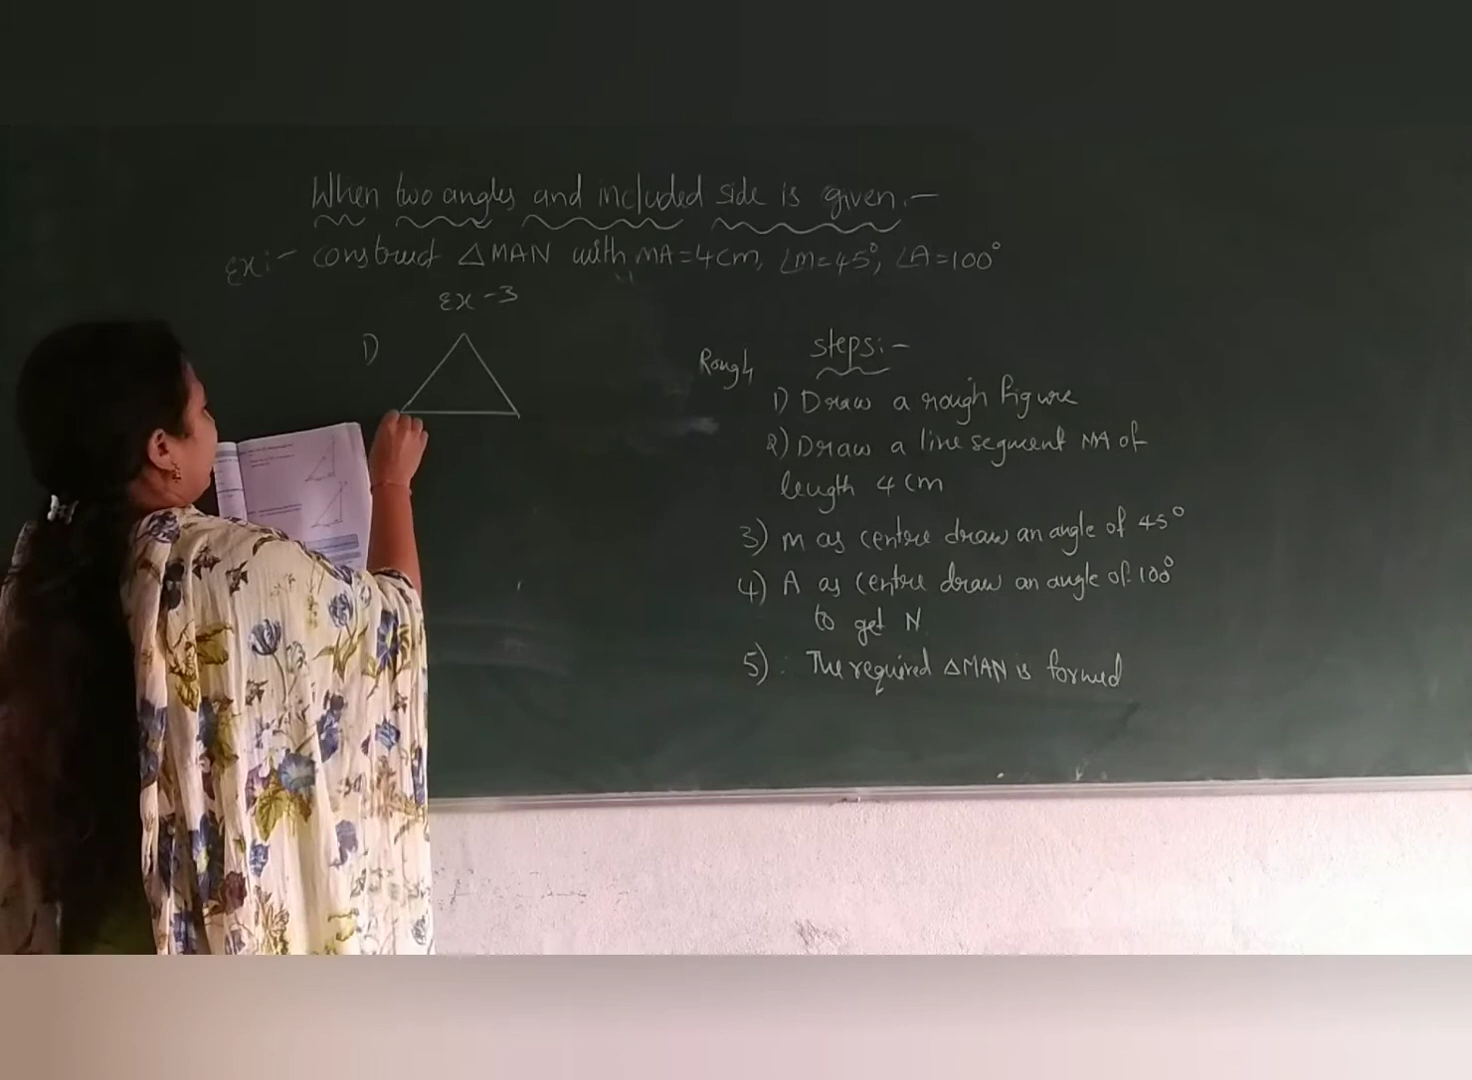 When two angles and included side is given.-
Ex:- construct △MAN with MA=4cm, ∠M=45°, ∠A=100°
Ex-3
1)
Rough
steps:-
1) Draw a rough figure
2) Draw a line segment MA of
length 4cm
3) M as centre draw an angle of 45°
4) A as centre draw an angle of 100°
to get N
5) The required △MAN is formed